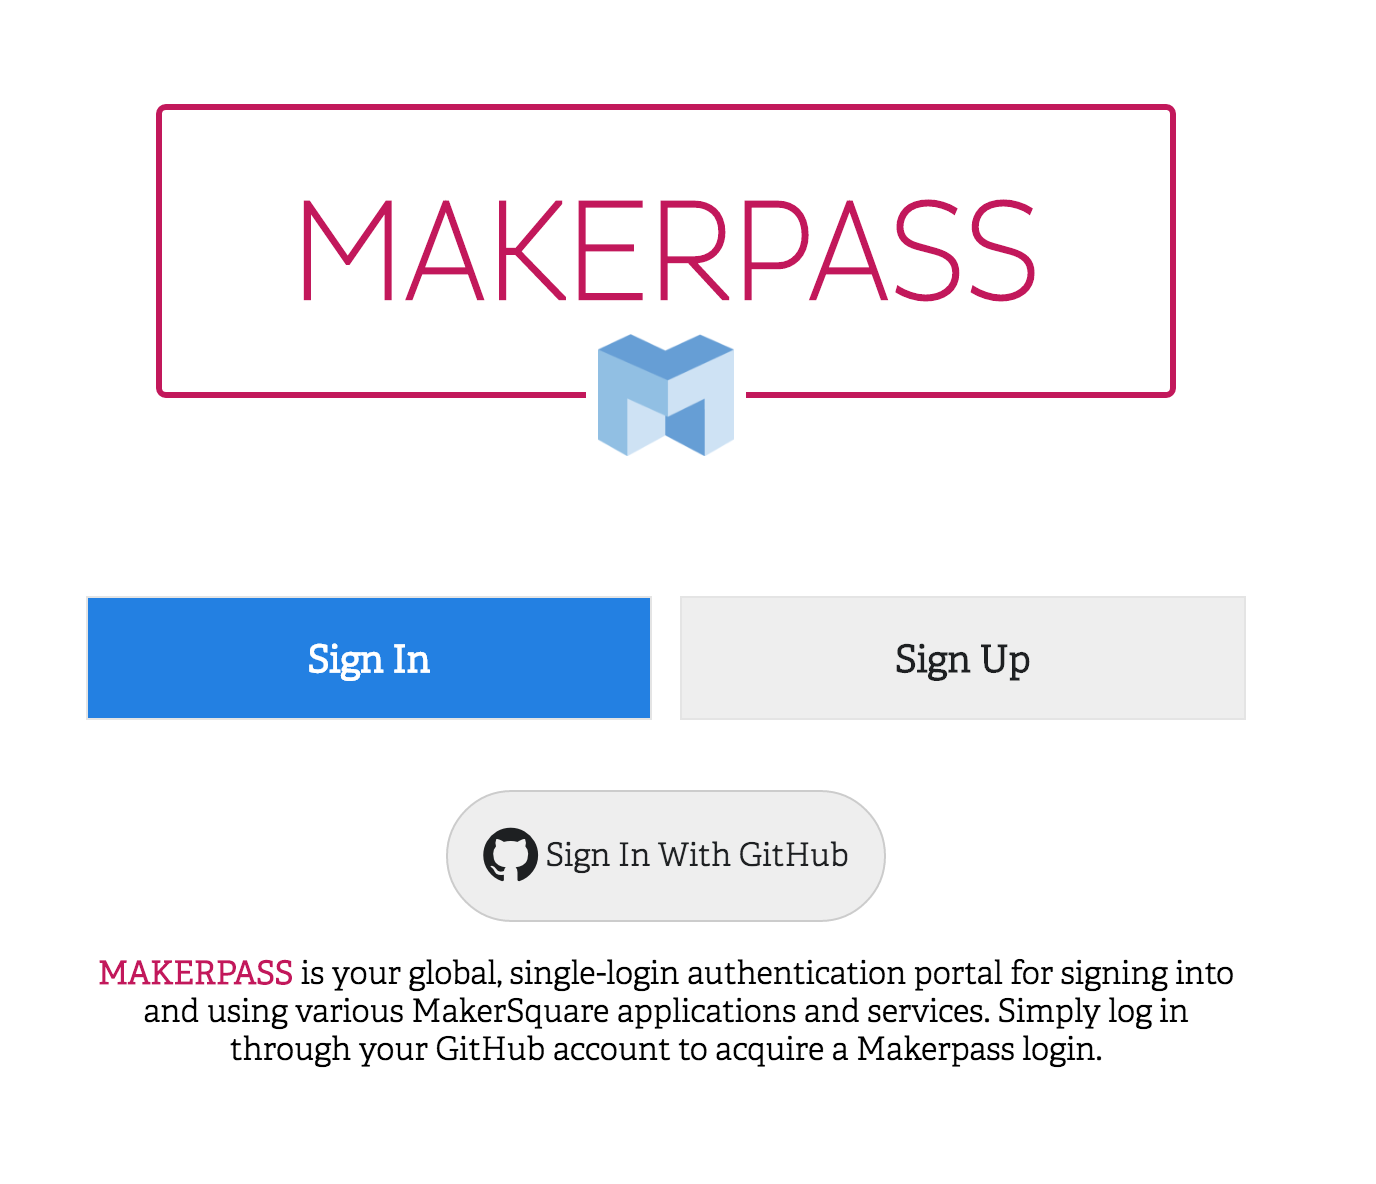 MAKERPASS
Sign In
Sign Up
Sign In With GitHub
MAKERPASS is your global, single-login authentication portal for signing into
and using various MakerSquare applications and services. Simply log in
through your GitHub account to acquire a Makerpass login.